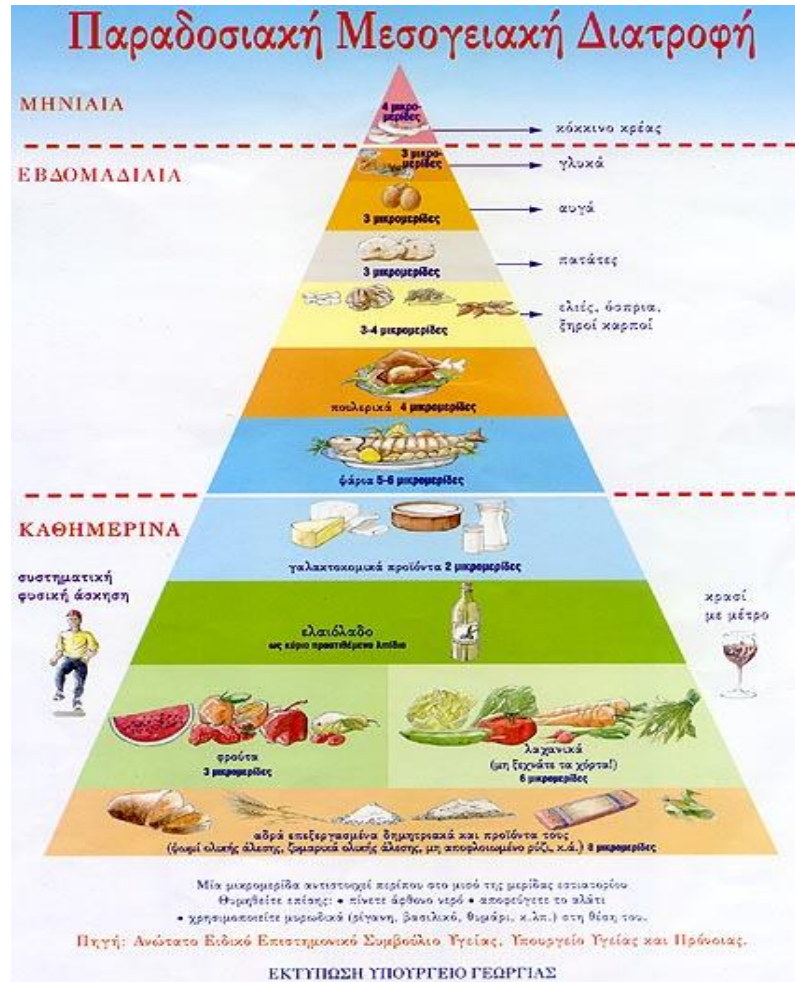 Παραδοσιακή Μεσογειακή Διατροφή
ΜΗΝΙΑΙΑ
4 μικρο-
μερίδες
κόκκινο κρέας
ΕΒΔΟΜΑΔΙΑΙΑ
3 μικρο-
μερίδες
γλυκά
3 μικρομερίδες
αυγά
3 μικρομερίδες
πατάτες
3-4 μικρομερίδες
ελιές, όσπρια,
ξηροί καρποί
πουλερικά 4 μικρομερίδες
ψάρια 5-6 μικρομερίδες
ΚΑΘΗΜΕΡΙΝΑ
γαλακτοκομικά προϊόντα 2 μικρομερίδες
συστηματική
φυσική άσκηση
κρασί
με μέτρο
ελαιόλαδο
ως κύριο προστιθέμενο λιπίδιο
φρούτα
3 μικρομερίδες
λαχανικά
(μη ξεχνάτε τα χόρτα!)
6 μικρομερίδες
αδρά επεξεργασμένα δημητριακά και προϊόντα τους
(ψωμί ολικής άλεσης, ζυμαρικά ολικής άλεσης, μη αποφλοιωμένο ρύζι, κ.ά.) 8 μικρομερίδες
Μία μικρομερίδα αντιστοιχεί περίπου στο μισό της μερίδας εστιατορίου
Θυμηθείτε επίσης: • πίνετε άφθονο νερό • αποφεύγετε το αλάτι
• χρησιμοποιείτε μυρωδικά (ρίγανη, βασιλικό, θυμάρι, κ.λπ.) στη θέση του.
Πηγή: Ανώτατο Ειδικό Επιστημονικό Συμβούλιο Υγείας, Υπουργείο Υγείας και Πρόνοιας.
ΕΚΤΥΠΩΣΗ ΥΠΟΥΡΓΕΙΟ ΓΕΩΡΓΙΑΣ